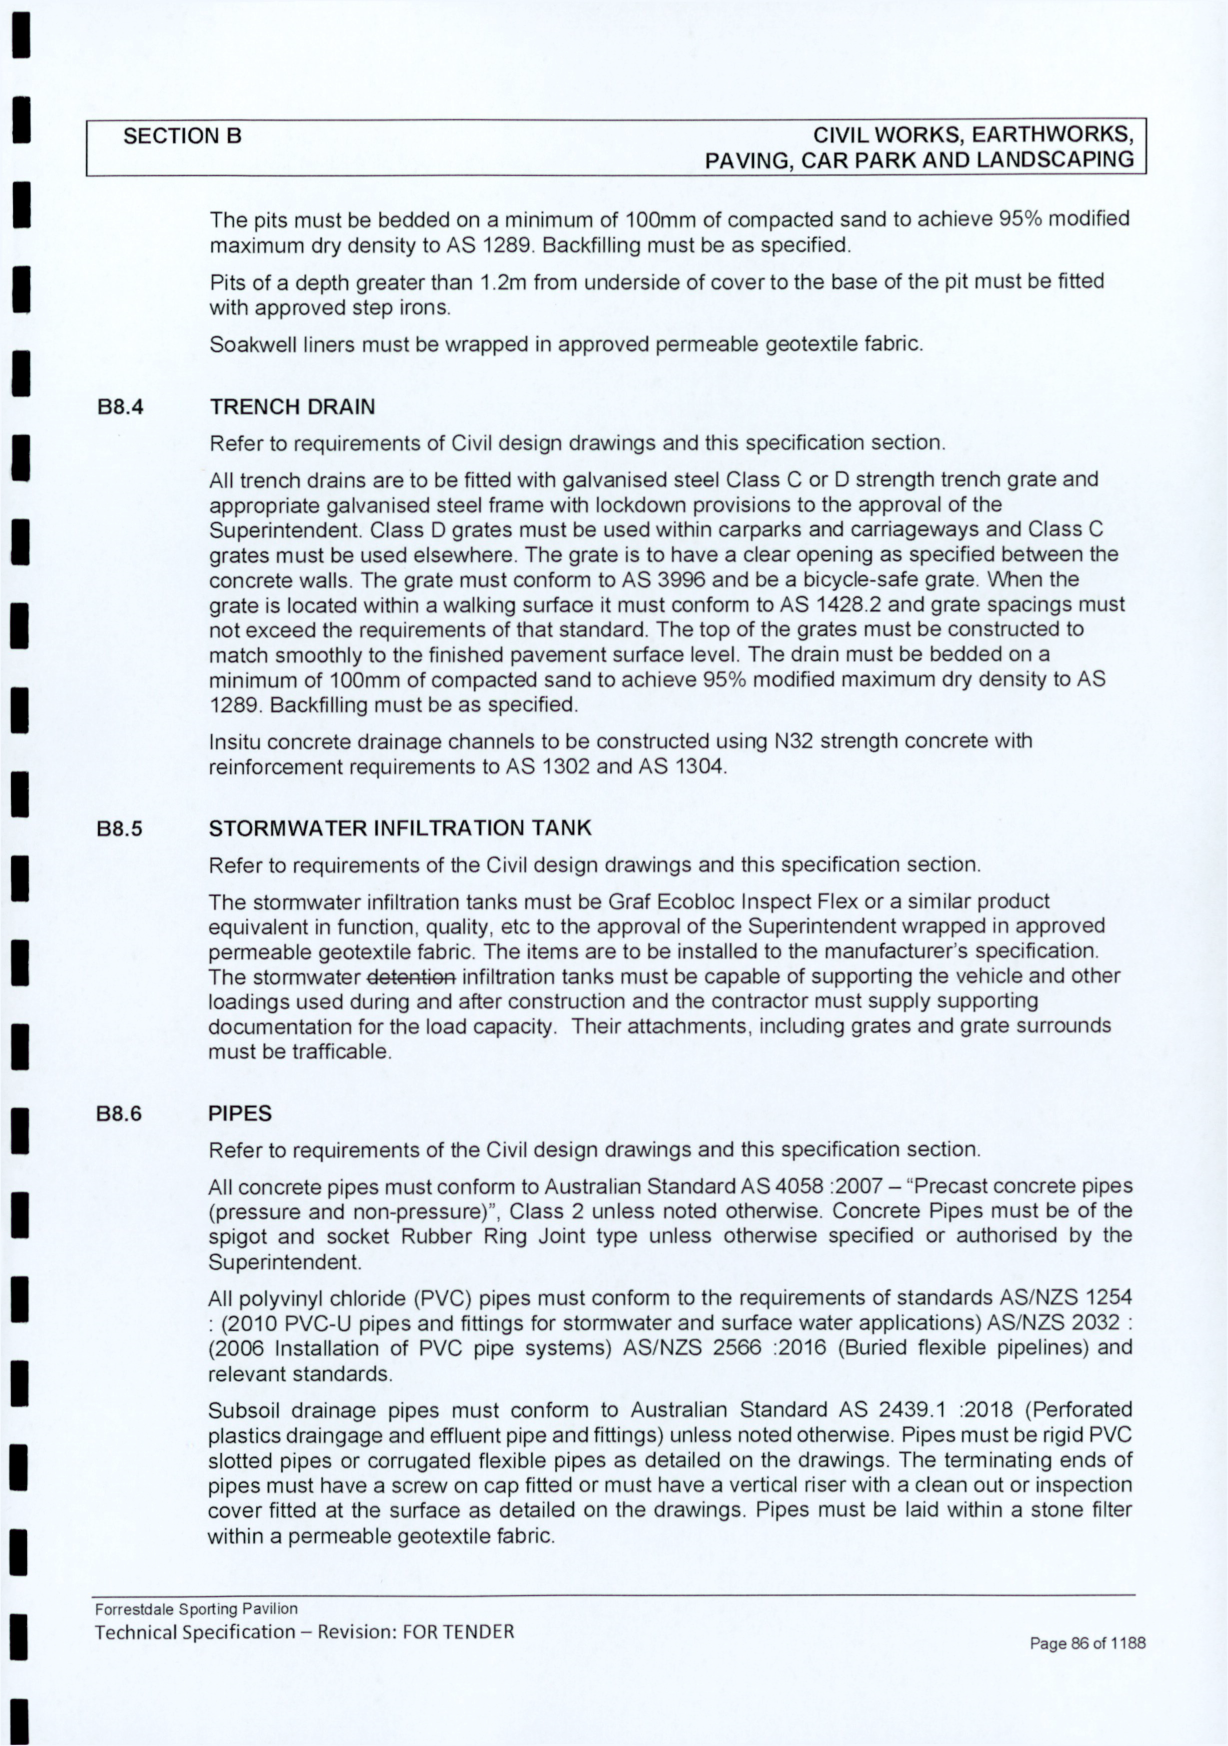 SECTION B
CIVIL WORKS, EARTHWORKS,
PAVING, CAR PARK AND LANDSCAPING
The pits must be bedded on a minimum of 100mm of compacted sand to achieve 95% modified
maximum dry density to AS 1289. Backfilling must be as specified.
Pits of a depth greater than 1.2m from underside of cover to the base of the pit must be fitted
with approved step irons.
Soakwell liners must be wrapped in approved permeable geotextile fabric.
B8.4 TRENCH DRAIN
Refer to requirements of Civil design drawings and this specification section.
All trench drains are to be fitted with galvanised steel Class C or D strength trench grate and
appropriate galvanised steel frame with lockdown provisions to the approval of the
Superintendent. Class D grates must be used within carparks and carriageways and Class C
grates must be used elsewhere. The grate is to have a clear opening as specified between the
concrete walls. The grate must conform to AS 3996 and be a bicycle-safe grate. When the
grate is located within a walking surface it must conform to AS 1428.2 and grate spacings must
not exceed the requirements of that standard. The top of the grates must be constructed to
match smoothly to the finished pavement surface level. The drain must be bedded on a
minimum of 100mm of compacted sand to achieve 95% modified maximum dry density to AS
1289. Backfilling must be as specified.
Insitu concrete drainage channels to be constructed using N32 strength concrete with
reinforcement requirements to AS 1302 and AS 1304.
B8.5 STORMWATER INFILTRATION TANK
Refer to requirements of the Civil design drawings and this specification section.
The stormwater infiltration tanks must be Graf Ecobloc Inspect Flex or a similar product
equivalent in function, quality, etc to the approval of the Superintendent wrapped in approved
permeable geotextile fabric. The items are to be installed to the manufacturer's specification.
The stormwater detention infiltration tanks must be capable of supporting the vehicle and other
loadings used during and after construction and the contractor must supply supporting
documentation for the load capacity. Their attachments, including grates and grate surrounds
must be trafficable.
B8.6 PIPES
Refer to requirements of the Civil design drawings and this specification section.
All concrete pipes must conform to Australian Standard AS 4058 :2007 – “Precast concrete pipes
(pressure and non-pressure)”, Class 2 unless noted otherwise. Concrete Pipes must be of the
spigot and socket Rubber Ring Joint type unless otherwise specified or authorised by the
Superintendent.
All polyvinyl chloride (PVC) pipes must conform to the requirements of standards AS/NZS 1254
: (2010 PVC-U pipes and fittings for stormwater and surface water applications) AS/NZS 2032 :
(2006 Installation of PVC pipe systems) AS/NZS 2566 :2016 (Buried flexible pipelines) and
relevant standards.
Subsoil drainage pipes must conform to Australian Standard AS 2439.1 :2018 (Perforated
plastics draingage and effluent pipe and fittings) unless noted otherwise. Pipes must be rigid PVC
slotted pipes or corrugated flexible pipes as detailed on the drawings. The terminating ends of
pipes must have a screw on cap fitted or must have a vertical riser with a clean out or inspection
cover fitted at the surface as detailed on the drawings. Pipes must be laid within a stone filter
within a permeable geotextile fabric.
Forrestdale Sporting Pavilion
Technical Specification – Revision: FOR TENDER
Page 86 of 1188